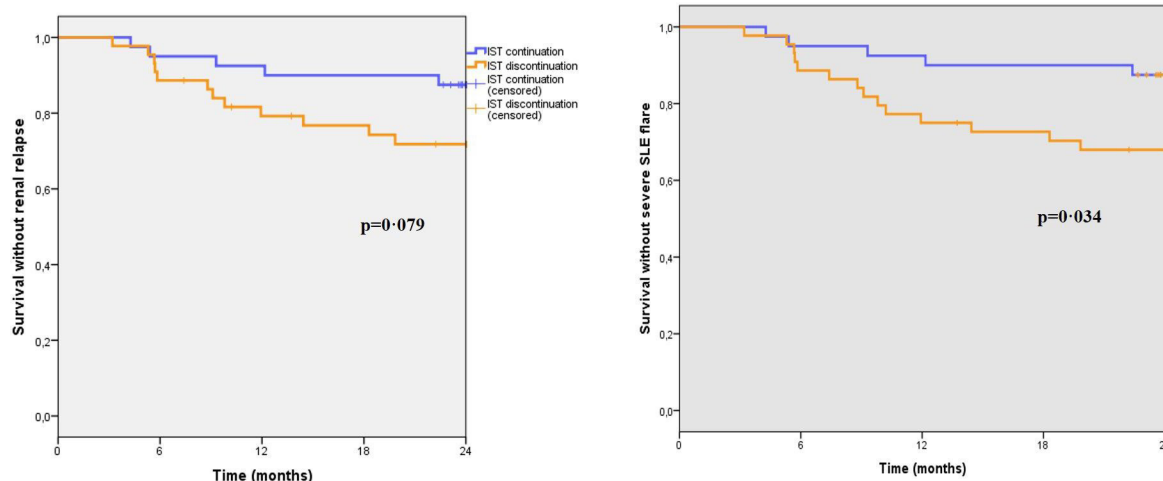 Survival without renal relapse
1,0
0,8
0,6
0,4
0,2
0,0
0
6
12
18
24
Time (months)
p=0·079
IST continuation
IST discontinuation
IST continuation
(censored)
IST discontinuation
(censored)
Survival without severe SLE flare
1,0
0,8
0,6
0,4
0,2
0,0
0
6
12
18
Time (months)
p=0·034